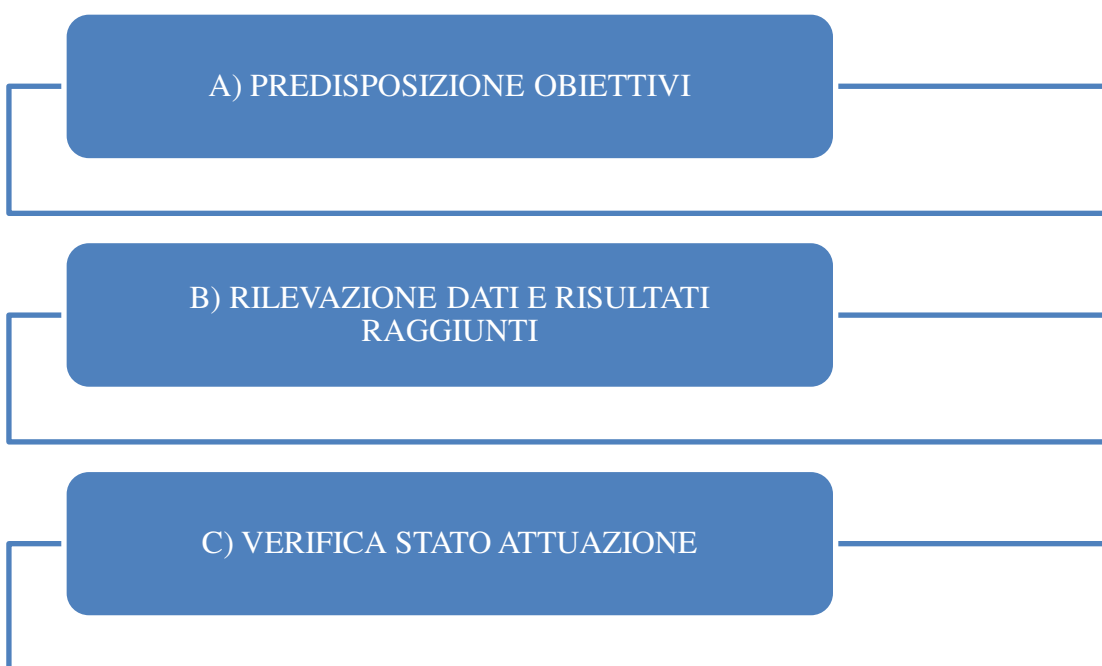 A) PREDISPOSIZIONE OBIETTIVI
B) RILEVAZIONE DATI E RISULTATI
RAGGIUNTI
C) VERIFICA STATO ATTUAZIONE